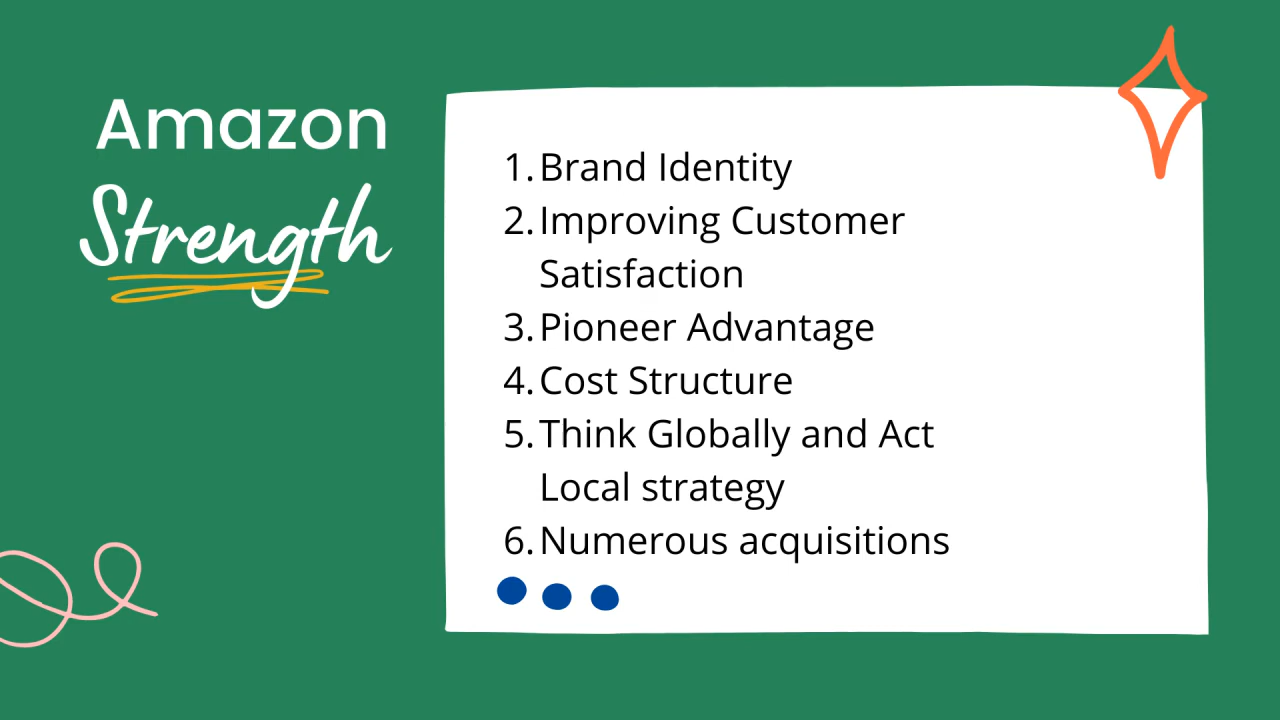 Amazon
Strength
1. Brand Identity
2. Improving Customer
Satisfaction
3. Pioneer Advantage
4. Cost Structure
5. Think Globally and Act
Local strategy
6. Numerous acquisitions